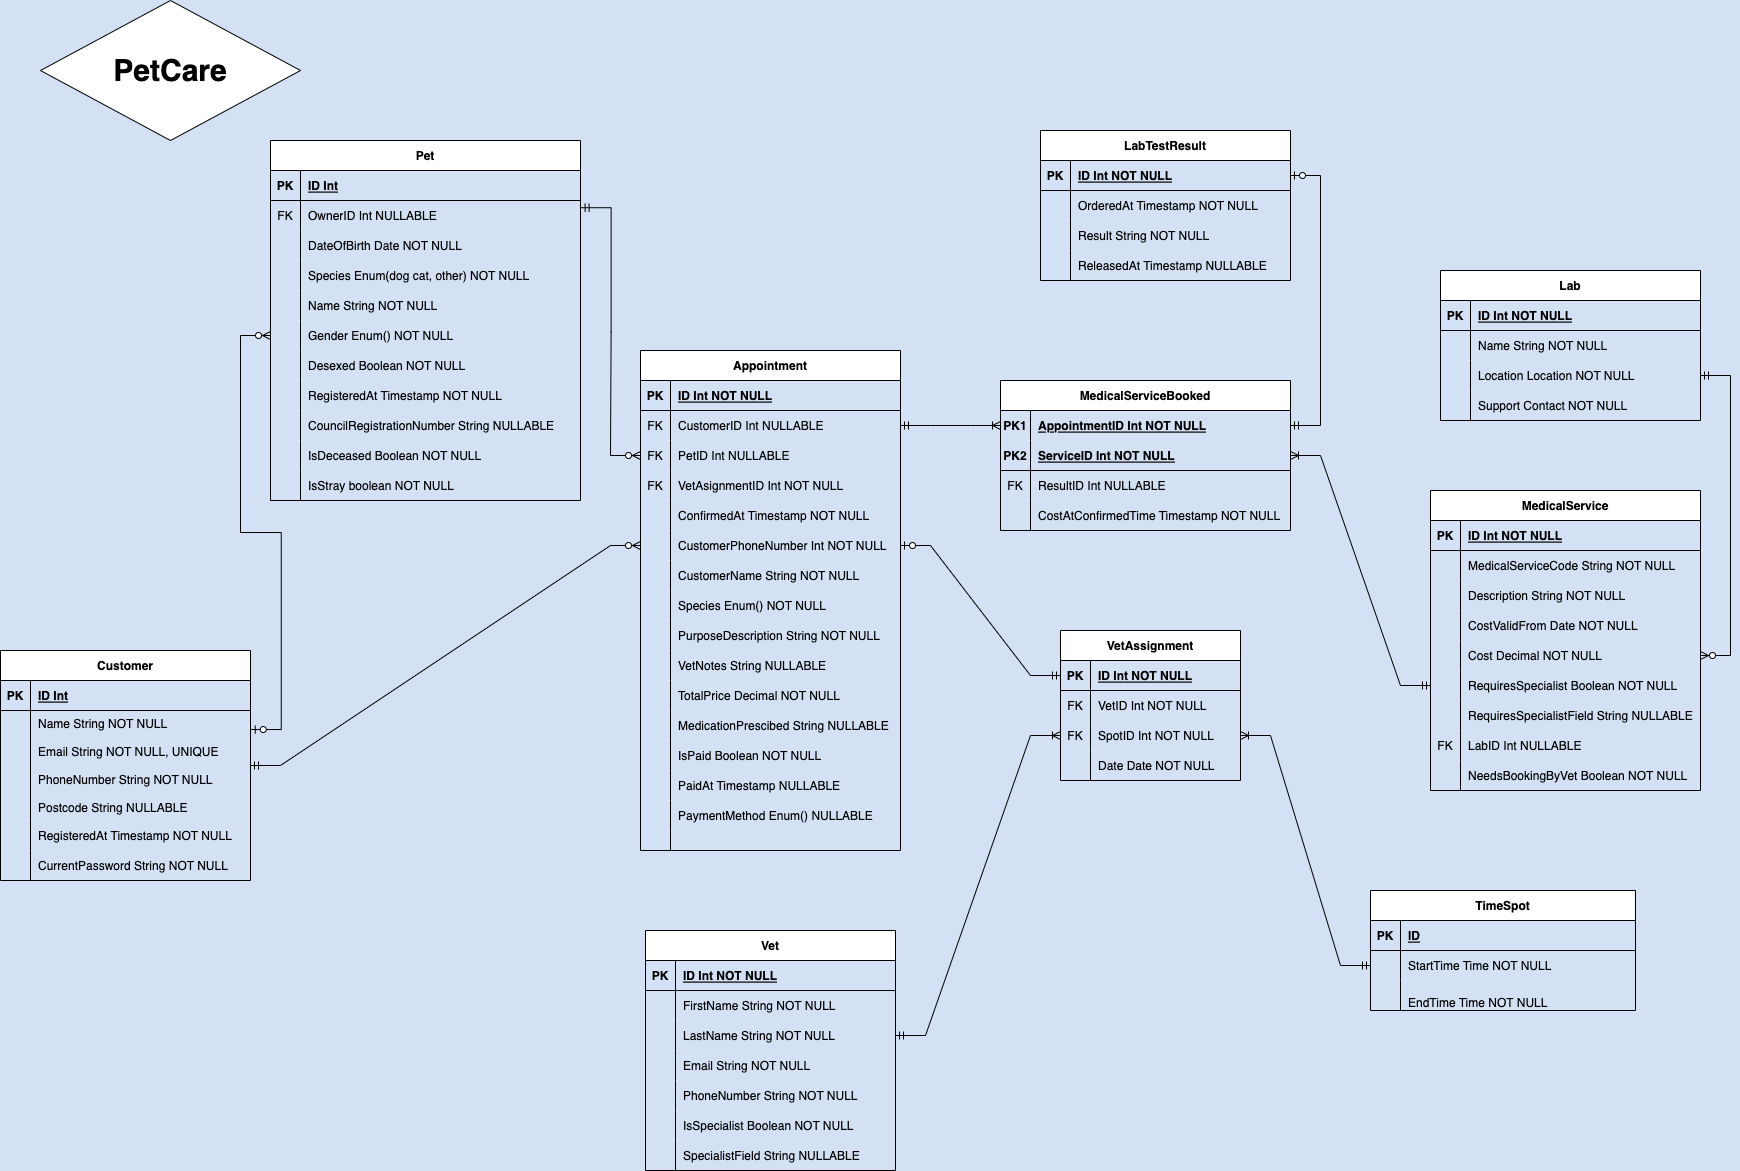 PetCare
Pet
PK ID Int
FK OwnerID Int NULLABLE
DateOfBirth Date NOT NULL
Species Enum(dog cat, other) NOT NULL
Name String NOT NULL
Gender Enum() NOT NULL
Desexed Boolean NOT NULL
RegisteredAt Timestamp NOT NULL
CouncilRegistrationNumber String NULLABLE
IsDeceased Boolean NOT NULL
IsStray boolean NOT NULL
LabTestResult
PK ID Int NOT NULL
OrderedAt Timestamp NOT NULL
Result String NOT NULL
ReleasedAt Timestamp NULLABLE
Lab
PK ID Int NOT NULL
Name String NOT NULL
Location Location NOT NULL
Support Contact NOT NULL
Appointment
PK ID Int NOT NULL
FK CustomerID Int NULLABLE
FK PetID Int NULLABLE
FK VetAsignmentID Int NOT NULL
ConfirmedAt Timestamp NOT NULL
CustomerPhoneNumber Int NOT NULL
CustomerName String NOT NULL
Species Enum() NOT NULL
PurposeDescription String NOT NULL
VetNotes String NULLABLE
TotalPrice Decimal NOT NULL
MedicationPrescibed String NULLABLE
IsPaid Boolean NOT NULL
PaidAt Timestamp NULLABLE
PaymentMethod Enum() NULLABLE
MedicalServiceBooked
PK1 AppointmentID Int NOT NULL
PK2 ServiceID Int NOT NULL
FK ResultID Int NULLABLE
CostAtConfirmedTime Timestamp NOT NULL
MedicalService
PK ID Int NOT NULL
MedicalServiceCode String NOT NULL
Description String NOT NULL
CostValidFrom Date NOT NULL
Cost Decimal NOT NULL
RequiresSpecialist Boolean NOT NULL
RequiresSpecialistField String NULLABLE
FK LabID Int NULLABLE
NeedsBookingByVet Boolean NOT NULL
Customer
PK ID Int
Name String NOT NULL
Email String NOT NULL, UNIQUE
PhoneNumber String NOT NULL
Postcode String NULLABLE
RegisteredAt Timestamp NOT NULL
CurrentPassword String NOT NULL
VetAssignment
PK ID Int NOT NULL
FK VetID Int NOT NULL
FK SpotID Int NOT NULL
Date Date NOT NULL
Vet
PK ID Int NOT NULL
FirstName String NOT NULL
LastName String NOT NULL
Email String NOT NULL
PhoneNumber String NOT NULL
IsSpecialist Boolean NOT NULL
SpecialistField String NULLABLE
TimeSpot
PK ID
StartTime Time NOT NULL
EndTime Time NOT NULL